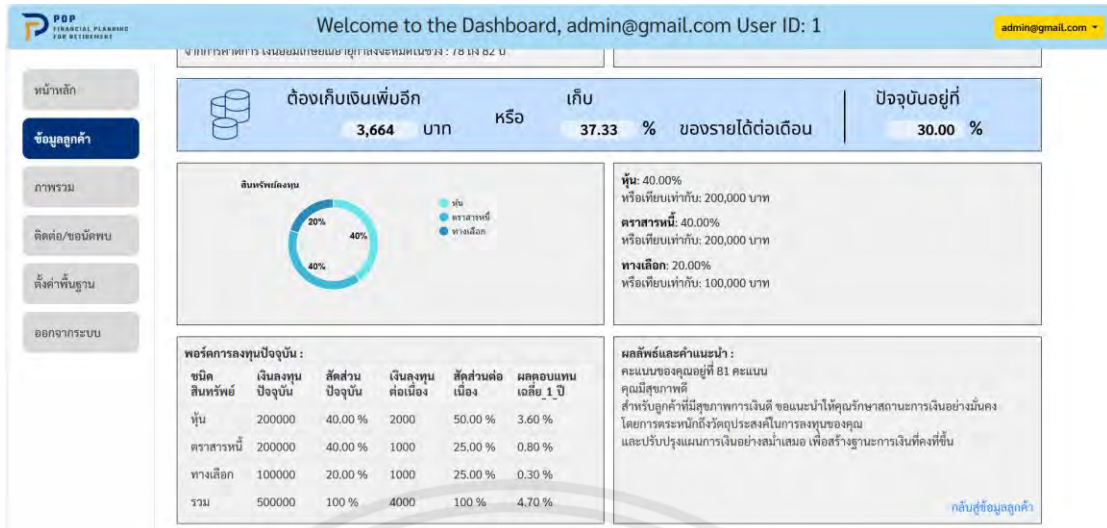 POP
FINANCIAL PLANNING
FOR RETIREMENT
Welcome to the Dashboard, admin@gmail.com User ID: 1
admin@gmail.com
หน้าหลัก
ข้อมูลลูกค้า
ภาพรวม
ติดต่อ/ขอนัดพบ
ตั้งค่าพื้นฐาน
ออกจากระบบ
78 ถึง 82 ปี
ต้องเก็บเงินเพิ่มอีก
3,664 บาท
หรือ
เก็บ
37.33 % ของรายได้ต่อเดือน
ปัจจุบันอยู่ที่
30.00 %
สินทรัพย์ลงทุน
20%
40%
40%
หุ้น
ตราสารหนี้
ทางเลือก
หุ้น: 40.00%
หรือเทียบเท่ากับ: 200,000 บาท
ตราสารหนี้: 40.00%
หรือเทียบเท่ากับ: 200,000 บาท
ทางเลือก: 20.00%
หรือเทียบเท่ากับ: 100,000 บาท
พอร์ตการลงทุนปัจจุบัน :
ชนิด เงินลงทุน สัดส่วน เงินลงทุน สัดส่วนต่อ ผลตอบแทน
สินทรัพย์ ปัจจุบัน ปัจจุบัน ต่อเนื่อง เนื่อง เฉลี่ย 1 ปี
หุ้น 200000 40.00 % 2000 50.00 % 3.60 %
ตราสารหนี้ 200000 40.00 % 1000 25.00 % 0.80 %
ทางเลือก 100000 20.00 % 1000 25.00 % 0.30 %
รวม 500000 100 % 4000 100 % 4.70 %
ผลลัพธ์และคำแนะนำ :
คะแนนของคุณอยู่ที่ 81 คะแนน
คุณมีสุขภาพดี
สำหรับลูกค้าที่มีสุขภาพการเงินดี ขอแนะนำให้คุณรักษาสถานะการเงินอย่างมั่นคง
โดยการตระหนักถึงวัตถุประสงค์ในการลงทุนของคุณ
และปรับปรุงแผนการเงินอย่างสม่ำเสมอ เพื่อสร้างฐานะการเงินที่คงที่ขึ้น
กลับสู่ข้อมูลลูกค้า